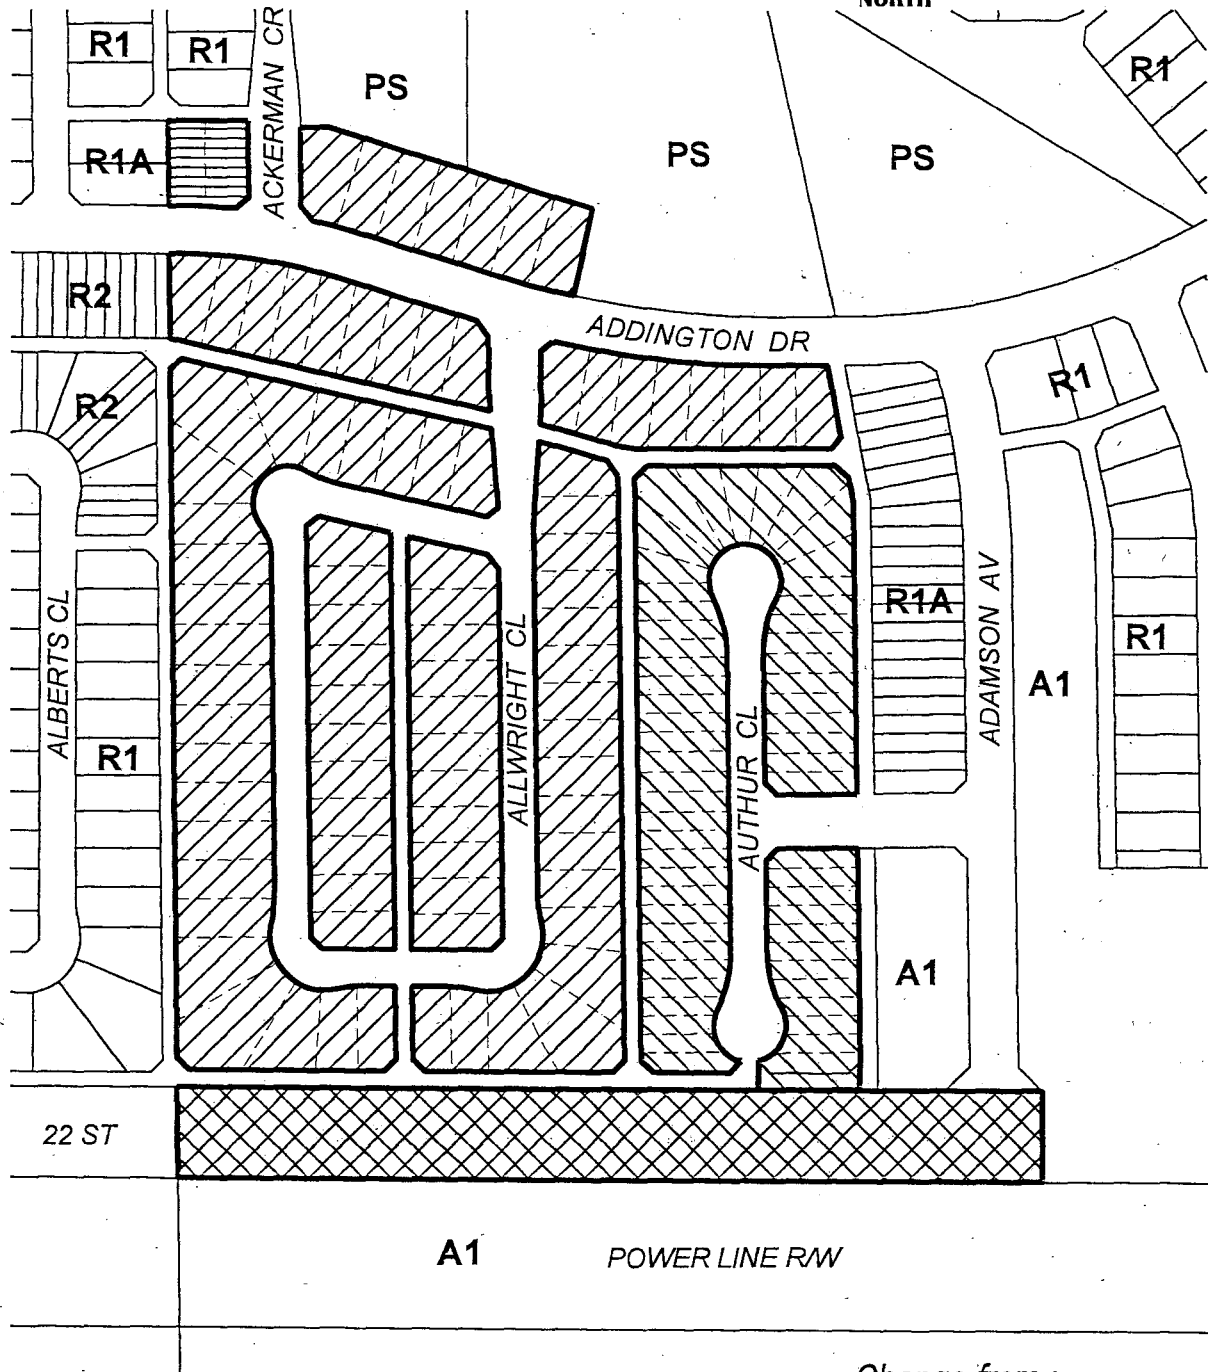 NORTH
R1
R1
ACKERMAN CR
PS
PS
PS
R1
R1A
R2
ADDINGTON DR
R1
R2
ALBERTS CL
R1
ALLWRIGHT CL
AUTHUR CL
R1A
ADAMSON AV
A1
R1
A1
22 ST
A1
POWER LINE R/W
Change from: